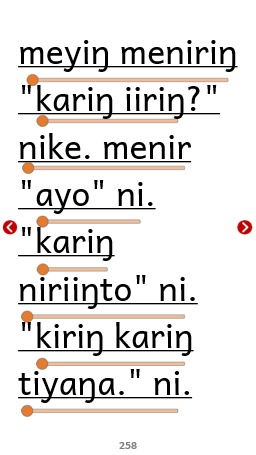 meyiŋ meniriŋ
"kariŋ iiriŋ?"
nike. menir
"ayo" ni.
"kariŋ
niriiŋto" ni.
"kiriŋ kariŋ
tiyaŋa." ni.
258